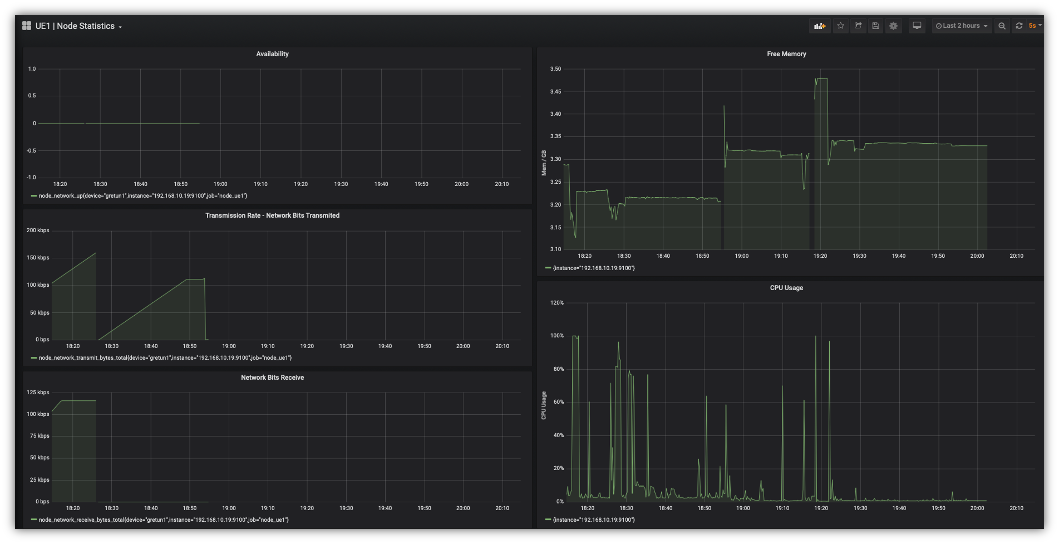 UE1 | Node Statistics
Last 2 hours
5s
Availability
1.0
0.5
0
-0.5
-1.0
18:20 18:30 18:40 18:50 19:00 19:10 19:20 19:30 19:40 19:50 20:00 20:10
node_network_up{device="gretun1",instance="192.168.10.19:9100",job="node_ue1"}
Transmission Rate - Network Bits Transmited
200 kbps
150 kbps
100 kbps
50 kbps
0 bps
18:20 18:30 18:40 18:50 19:00 19:10 19:20 19:30 19:40 19:50 20:00 20:10
node_network_transmit_bytes_total{device="gretun1",instance="192.168.10.19:9100",job="node_ue1"}
Network Bits Receive
125 kbps
100 kbps
75 kbps
50 kbps
25 kbps
0 bps
18:20 18:30 18:40 18:50 19:00 19:10 19:20 19:30 19:40 19:50 20:00 20:10
node_network_receive_bytes_total{device="gretun1",instance="192.168.10.19:9100",job="node_ue1"}
Free Memory
Mem / GB
3.50
3.45
3.40
3.35
3.30
3.25
3.20
3.15
3.10
18:20 18:30 18:40 18:50 19:00 19:10 19:20 19:30 19:40 19:50 20:00 20:10
{instance="192.168.10.19:9100"}
CPU Usage
CPU Usage
120%
100%
80%
60%
40%
20%
0%
18:20 18:30 18:40 18:50 19:00 19:10 19:20 19:30 19:40 19:50 20:00 20:10
{instance="192.168.10.19:9100"}